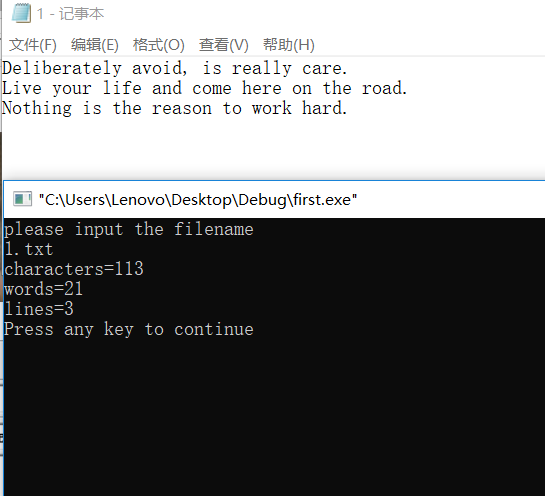 1 - 记事本
文件(F) 编辑(E) 格式(O) 查看(V) 帮助(H)
Deliberately avoid, is really care.
Live your life and come here on the road.
Nothing is the reason to work hard.
"C:\Users\Lenovo\Desktop\Debug\first.exe"
please input the filename
1.txt
characters=113
words=21
lines=3
Press any key to continue